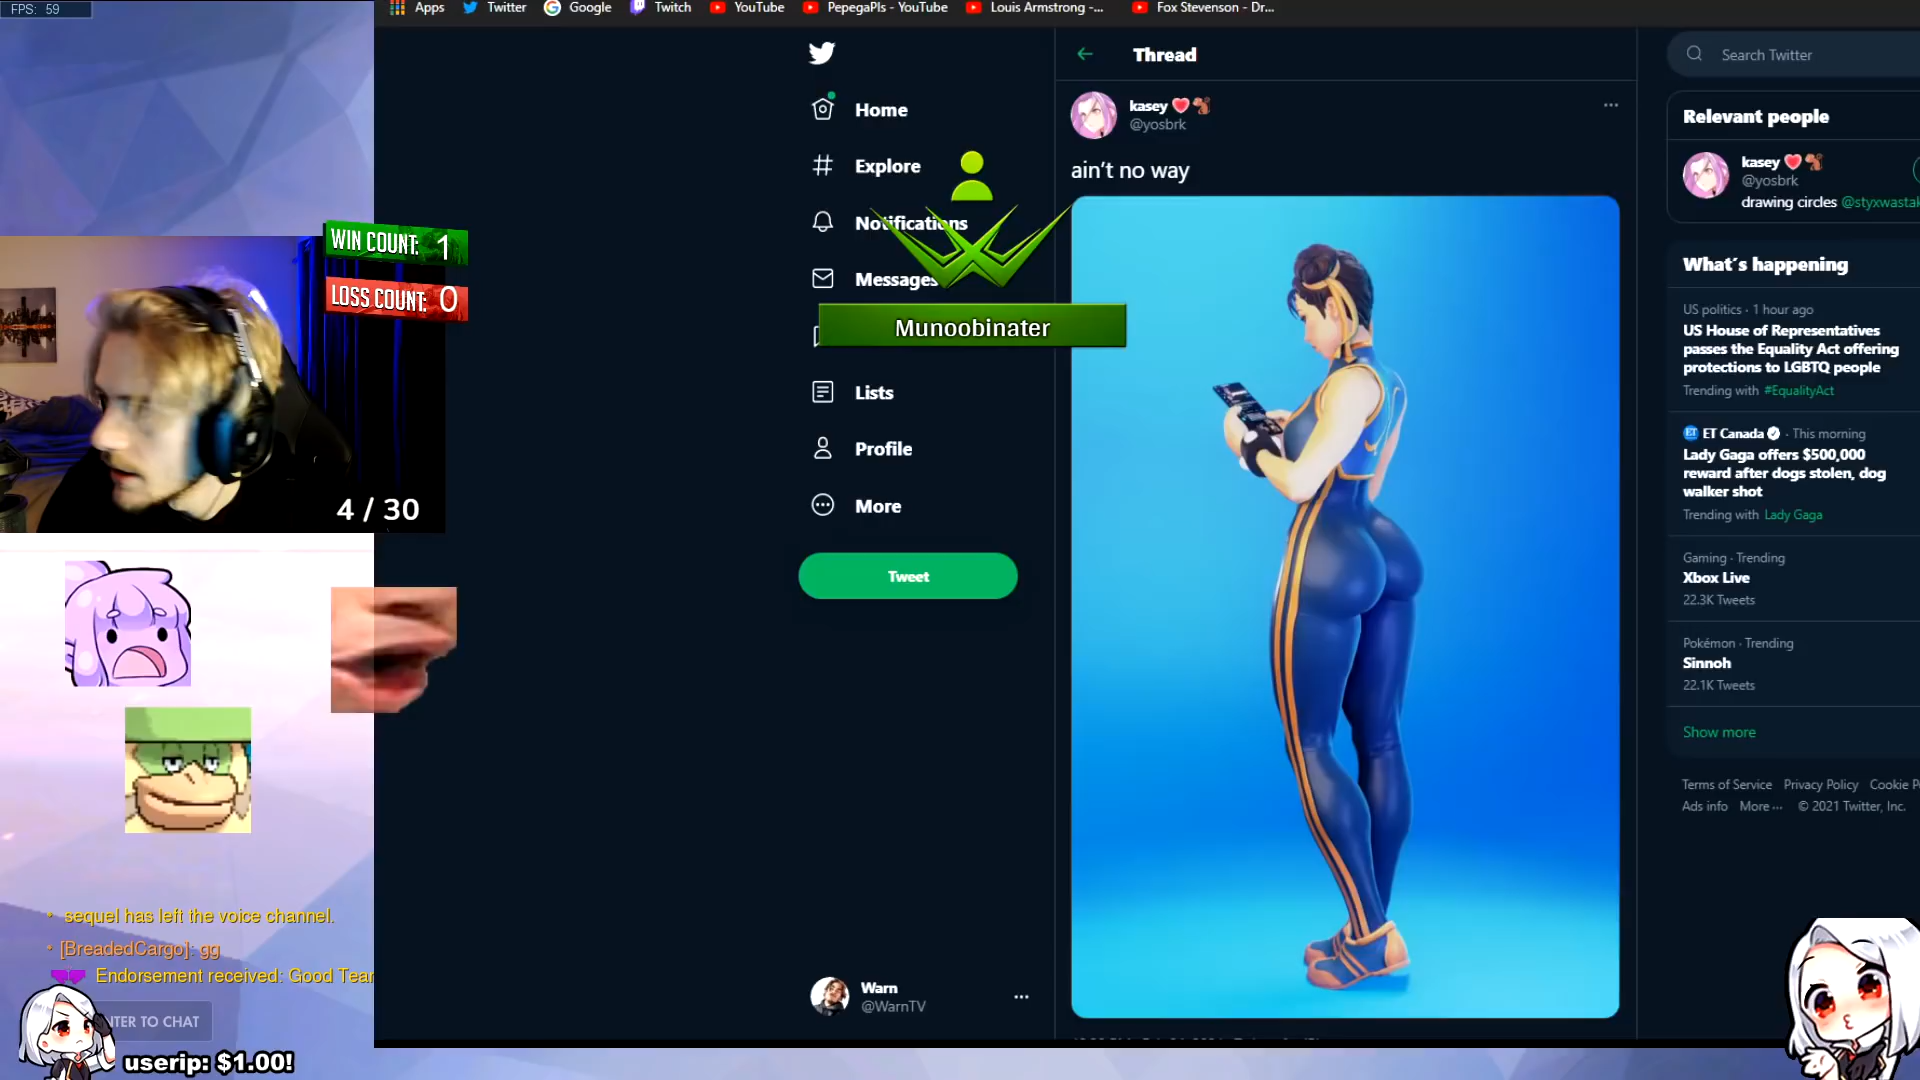 FPS: 59
Apps
Twitter
Google
Twitch
YouTube
PepegaPls - YouTube
Louis Armstrong -...
Fox Stevenson - Dr...
Home
Explore
Notifications
Messages
Lists
Profile
More
Tweet
Munoobinater
Warn
@WarnTV
Thread
kasey
@yosbrk
ain't no way
Search Twitter
Relevant people
kasey
@yosbrk
drawing circles @styxwastak
What's happening
US politics · 1 hour ago
US House of Representatives
passes the Equality Act offering
protections to LGBTQ people
Trending with #EqualityAct
ET Canada · This morning
Lady Gaga offers $500,000
reward after dogs stolen, dog
walker shot
Trending with Lady Gaga
Gaming · Trending
Xbox Live
22.3K Tweets
Pokémon · Trending
Sinnoh
22.1K Tweets
Show more
Terms of Service Privacy Policy Cookie P
Ads info More ··· © 2021 Twitter, Inc.
WIN COUNT: 1
LOSS COUNT: 0
4 / 30
sequel has left the voice channel.
[BreadedCargo]: gg
Endorsement received: Good Tear
TO CHAT
userip: $1.00!